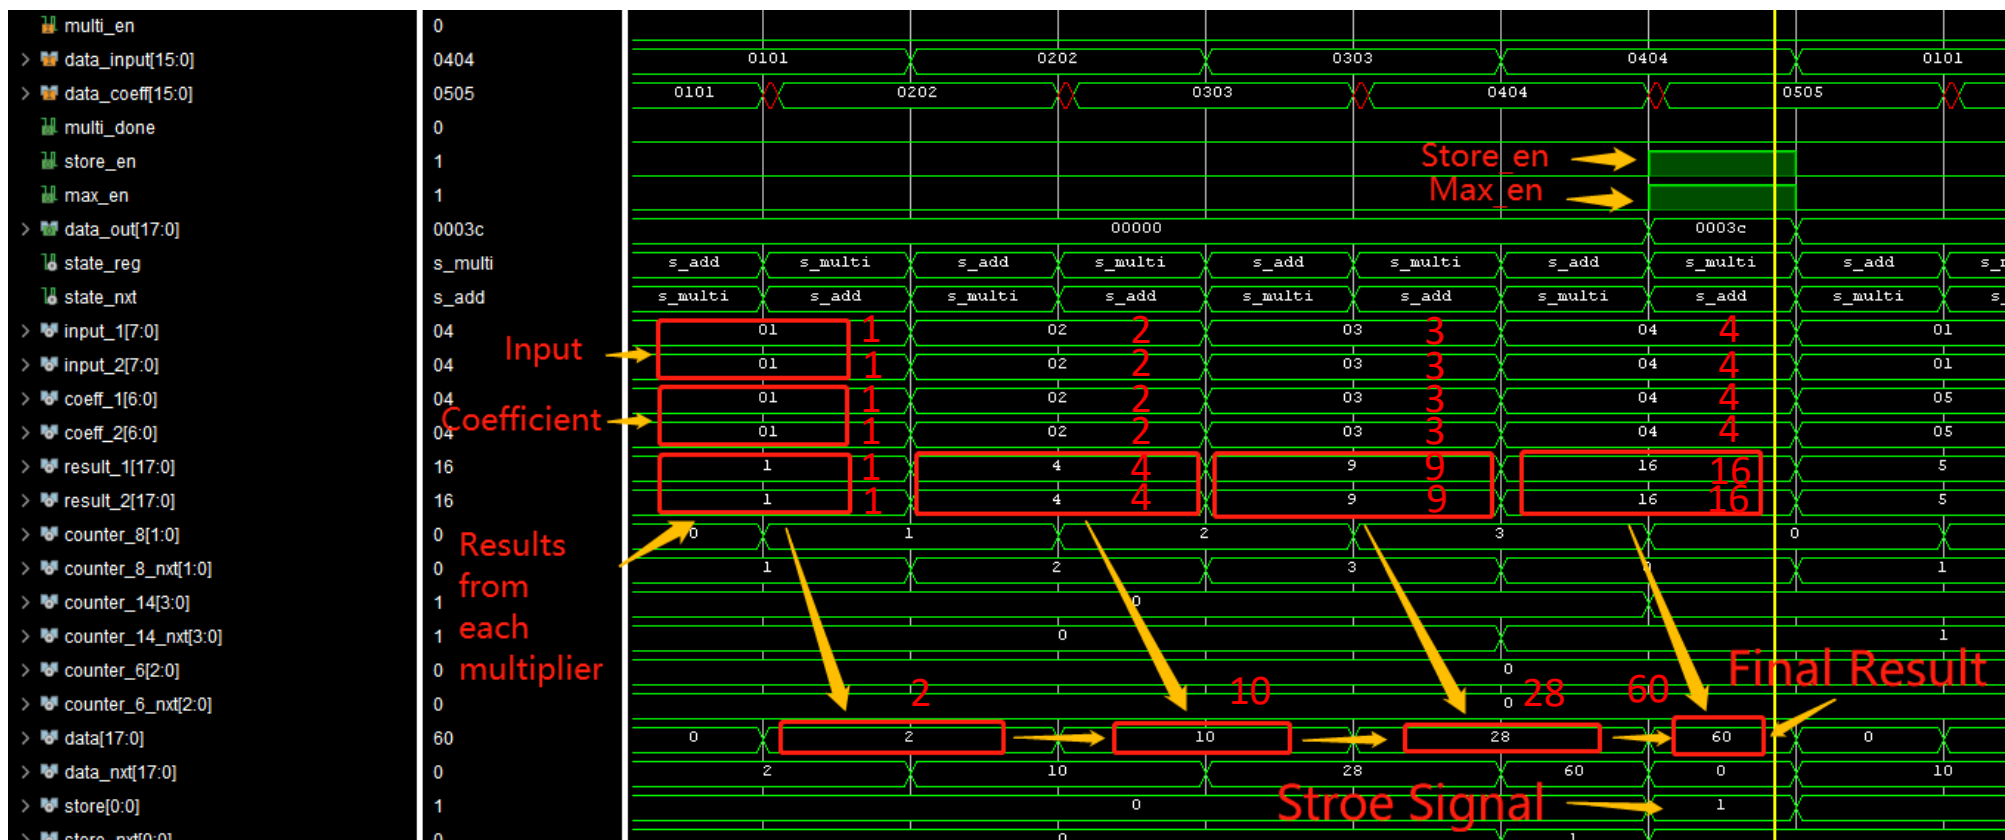 multi_en 0
data_input[15:0] 0404 0101 0202 0303 0404 0101
data_coeff[15:0] 0505 0101 0202 0303 0404 0505
multi_done 0
store_en 1 Store_en
max_en 1 Max_en
data_out[17:0] 0003c 00000 0003c
state_reg s_multi s_add s_multi s_add s_multi s_add s_multi s_add s_multi s_add
state_nxt s_add s_multi s_add s_multi s_add s_multi s_add s_multi s_add s_multi
input_1[7:0] 04 01 1 02 2 03 3 04 4 01
Input
input_2[7:0] 04 01 1 02 2 03 3 04 4 01
coeff_1[6:0] 04 01 1 02 2 03 3 04 4 05
Coefficient
coeff_2[6:0] 04 01 1 02 2 03 3 04 4 05
result_1[17:0] 16 1 1 4 4 9 9 16 16 5
result_2[17:0] 16 1 1 4 4 9 9 16 16 5
counter_8[1:0] 0 0 1 2 3 0
Results
from
each
multiplier
counter_8_nxt[1:0] 0 1 2 3 1
counter_14[3:0] 1 0
counter_14_nxt[3:0] 1 0 1
counter_6[2:0] 0 0
Final Result
counter_6_nxt[2:0] 0 0
2 10 28 60
data[17:0] 60 0 2 10 28 60 0
data_nxt[17:0] 0 2 10 28 60 0 10
store[0:0] 1 0 1
Stroe Signal
store_nxt[0:0] 0 0 1